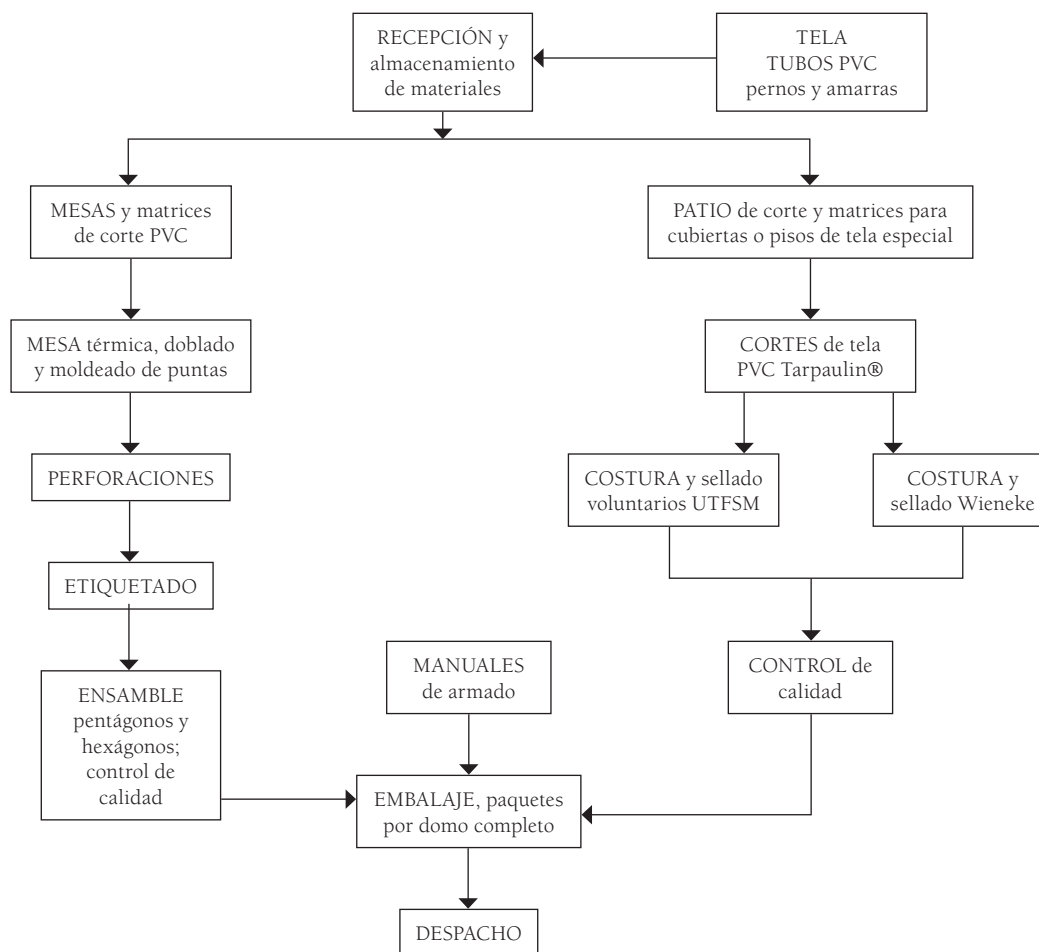 RECEPCIÓN y
almacenamiento
de materiales
TELA
TUBOS PVC
pernos y amarras
MESAS y matrices
de corte PVC
PATIO de corte y matrices para
cubiertas o pisos de tela especial
MESA térmica, doblado
y moldeado de puntas
CORTES de tela
PVC Tarpaulin®
PERFORACIONES
COSTURA y sellado
voluntarios UTFSM
COSTURA y
sellado Wieneke
ETIQUETADO
ENSAMBLE
pentágonos y
hexágonos;
control de
calidad
MANUALES
de armado
CONTROL de
calidad
EMBALAJE, paquetes
por domo completo
DESPACHO